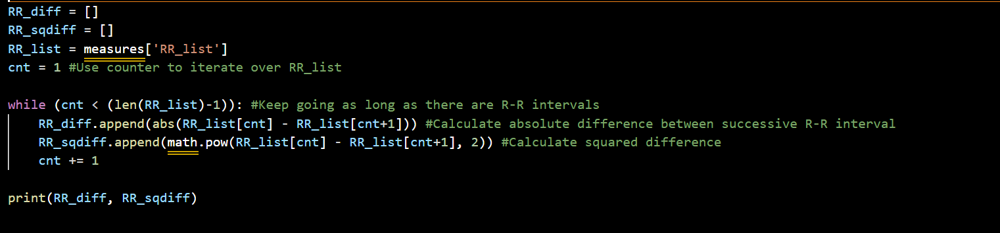 RR_diff = []
RR_sqdiff = []
RR_list = measures['RR_list']
cnt = 1 #Use counter to iterate over RR_list
while (cnt < (len(RR_list)-1)): #Keep going as long as there are R-R intervals
    RR_diff.append(abs(RR_list[cnt] - RR_list[cnt+1])) #Calculate absolute difference between successive R-R interval
    RR_sqdiff.append(math.pow(RR_list[cnt] - RR_list[cnt+1], 2)) #Calculate squared difference
    cnt += 1
print(RR_diff, RR_sqdiff)